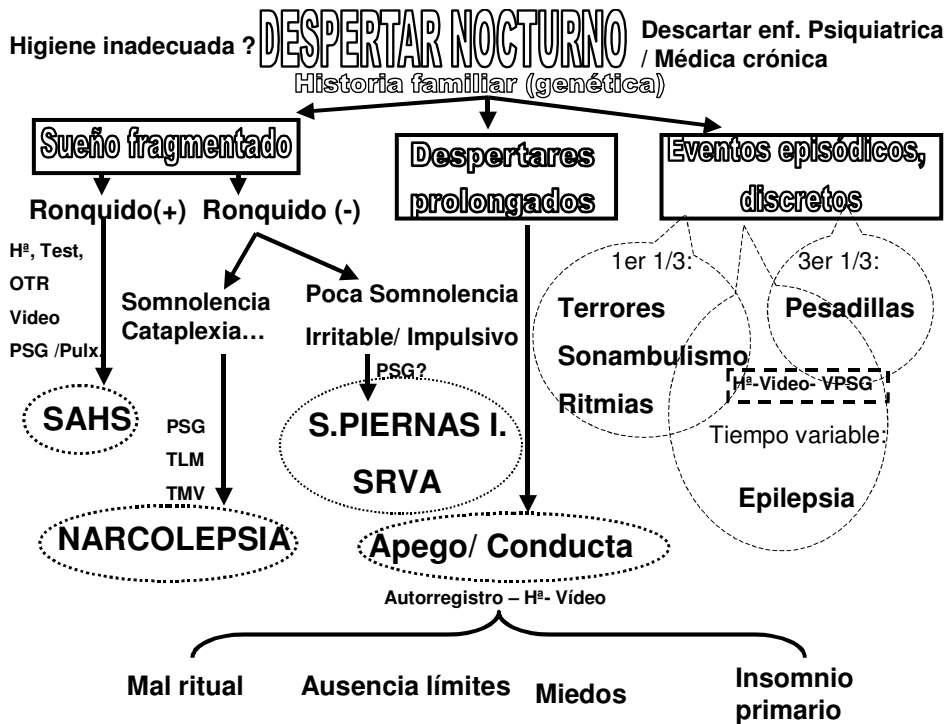 Higiene inadecuada ?
DESPERTAR NOCTURNO
Descartar enf. Psiquiatrica
/ Médica crónica
Historia familiar (genética)
Sueño fragmentado
Despertares
prolongados
Eventos episódicos,
discretos
Ronquido(+)
Ronquido (-)
Hª, Test,
OTR
Video
PSG /Pulx.
SAHS
Somnolencia
Cataplexia…
PSG
TLM
TMV
NARCOLEPSIA
Poca Somnolencia
Irritable/ Impulsivo
PSG?
S.PIERNAS I.
SRVA
1er 1/3:
Terrores
Sonambulismo
Ritmias
3er 1/3:
Pesadillas
Hª-Video- VPSG
Tiempo variable:
Epilepsia
Apego/ Conducta
Autorregistro – Hª- Vídeo
Mal ritual
Ausencia límites
Miedos
Insomnio
primario